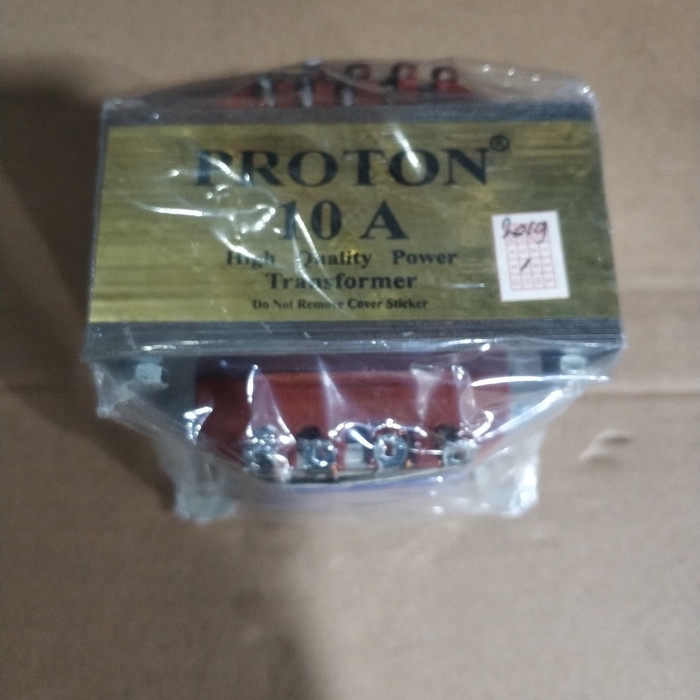 PROTON®
10 A
High Quality Power
Transformer
Do Not Remove Cover Sticker
2019